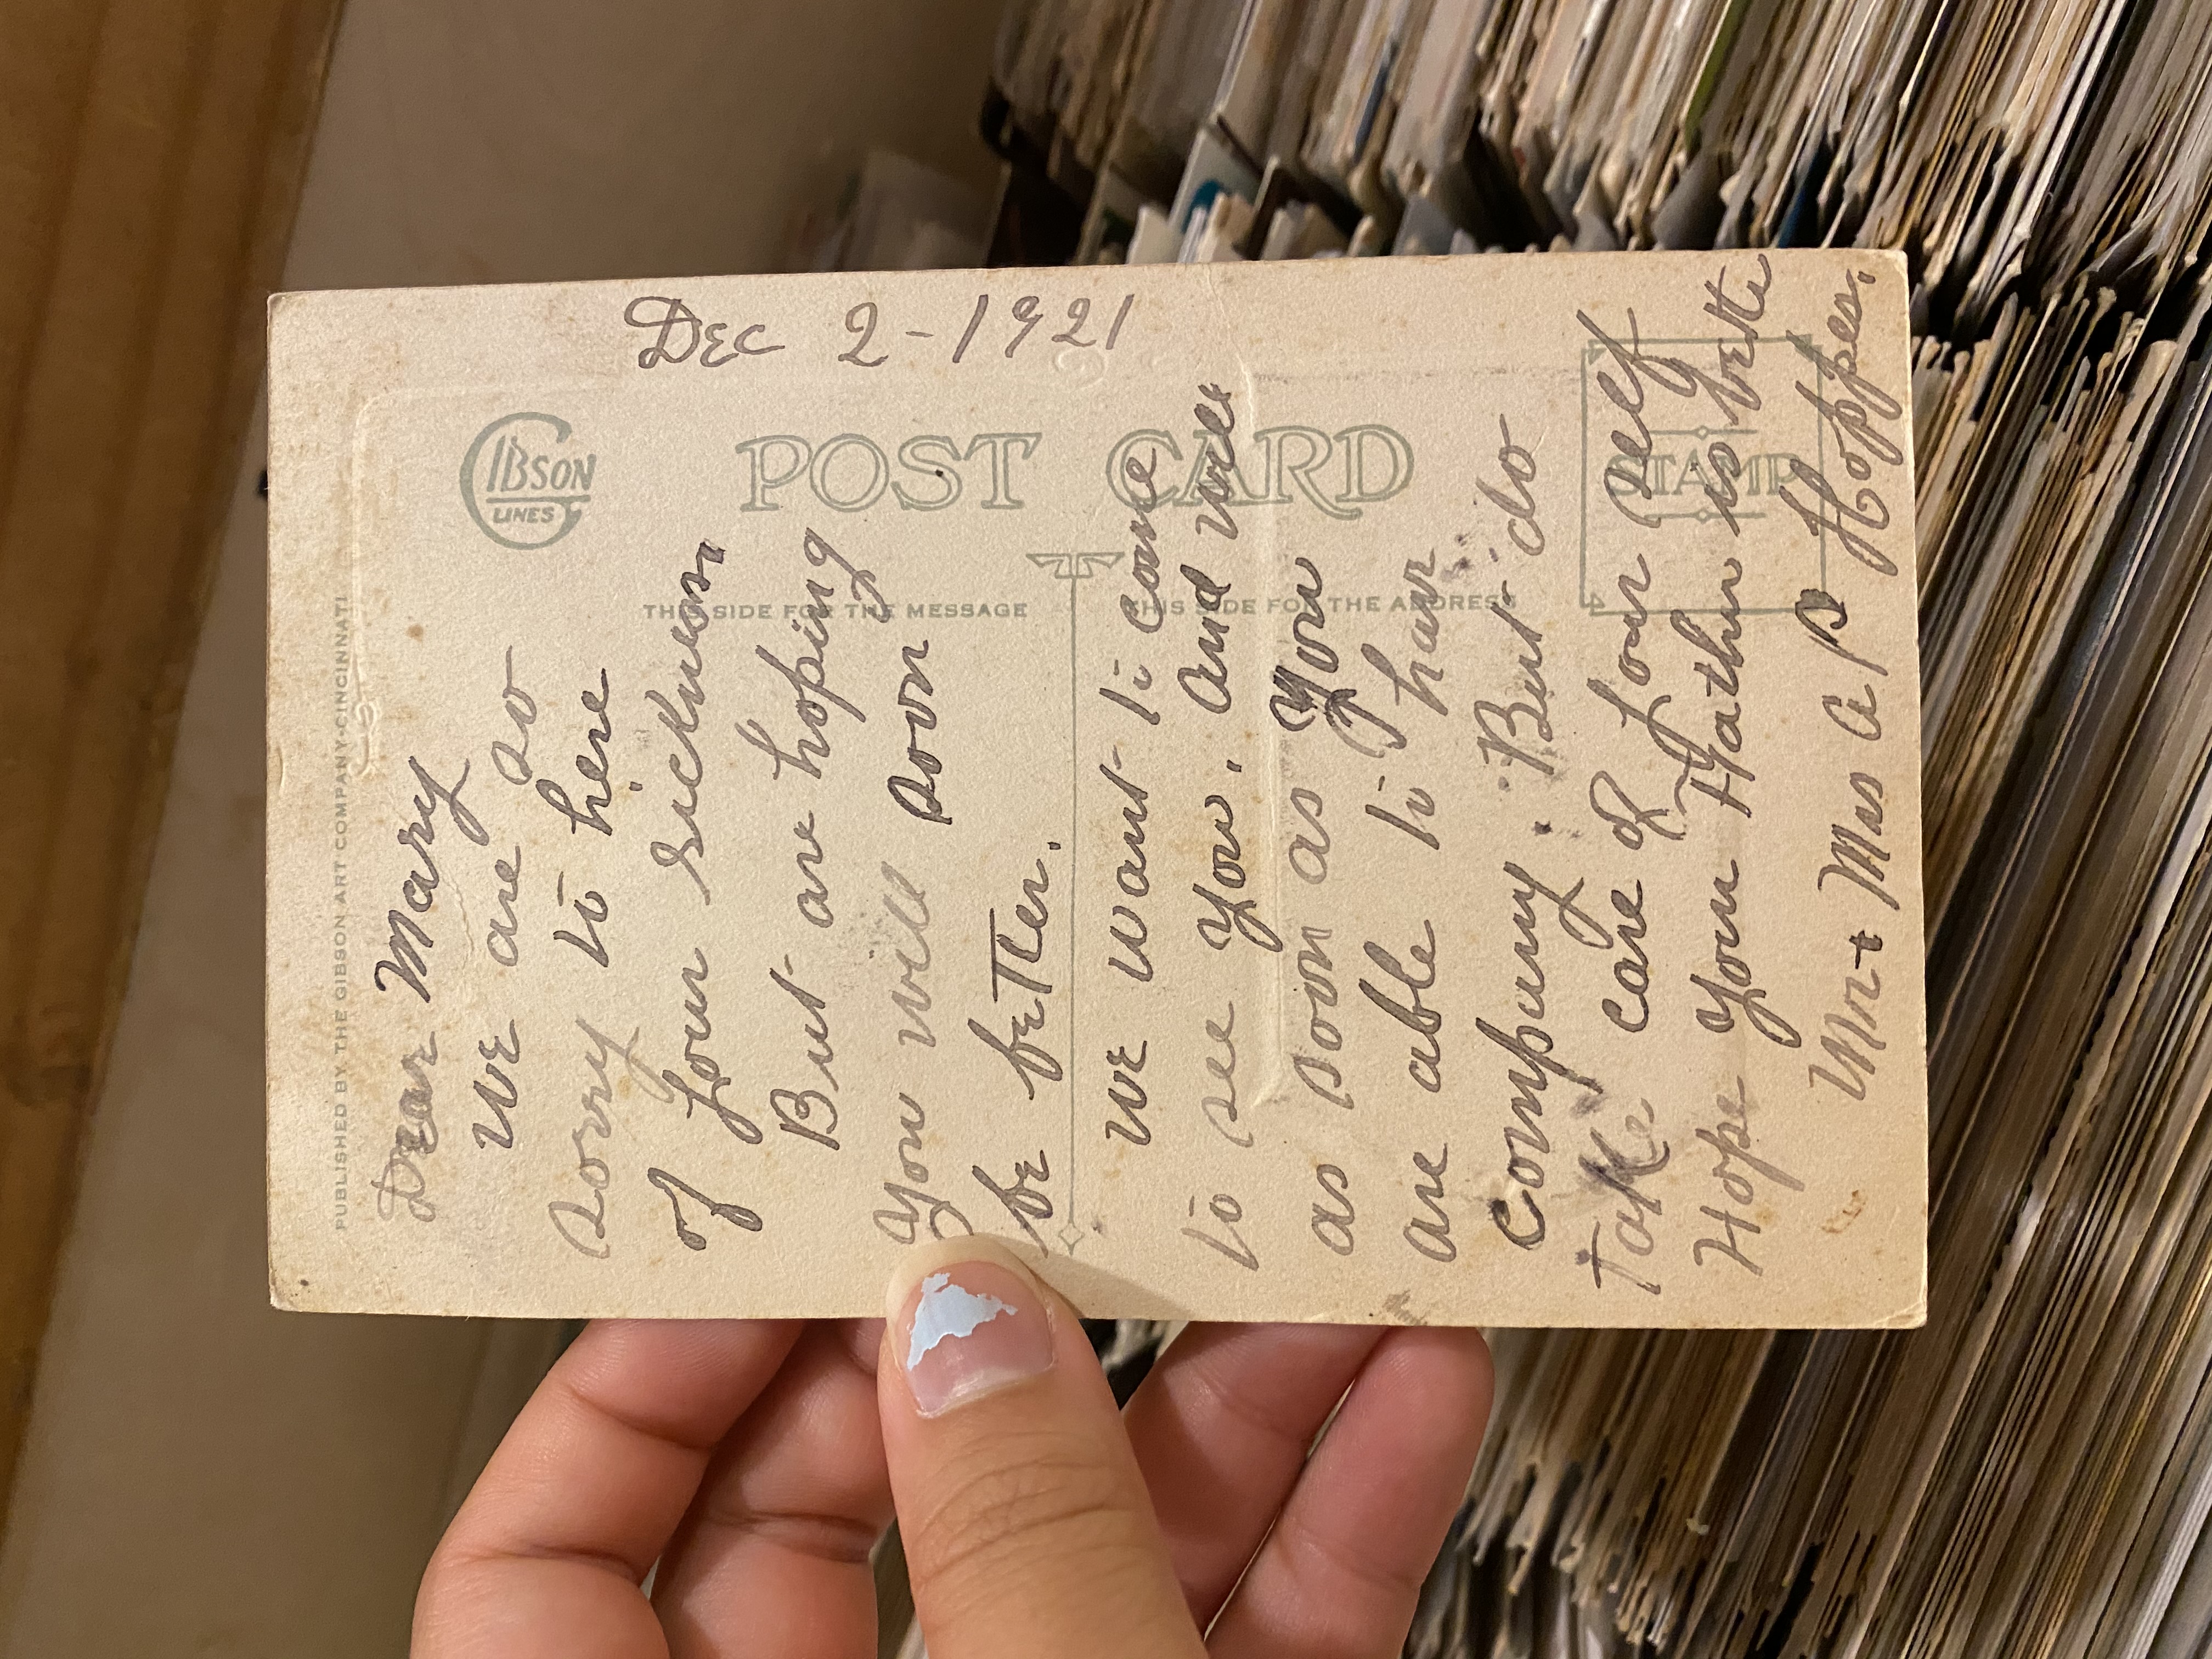 PUBLISHED BY THE GIBSON ART COMPANY-CINCINNATI
Dear Mary
We are so
sorry to here
of your sickness.
But are hoping
you will soon
be better.
We want to come
to see you. And will
as soon as you
are able to have
company. But do
take care of your self
Hope your Father is better
Mr + Mrs A P Hoppes.
Dec 2-1921
GIBSON
LINES
POST CARD
THIS SIDE FOR THE MESSAGE
THIS SIDE FOR THE ADDRESS
STAMP